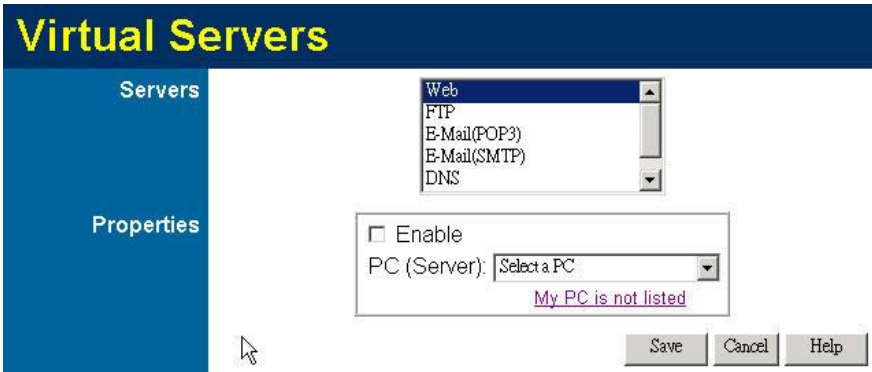 Virtual Servers
Servers
Web
FTP
E-Mail(POP3)
E-Mail(SMTP)
DNS
Properties
Enable
PC (Server): Select a PC
My PC is not listed
Save Cancel Help